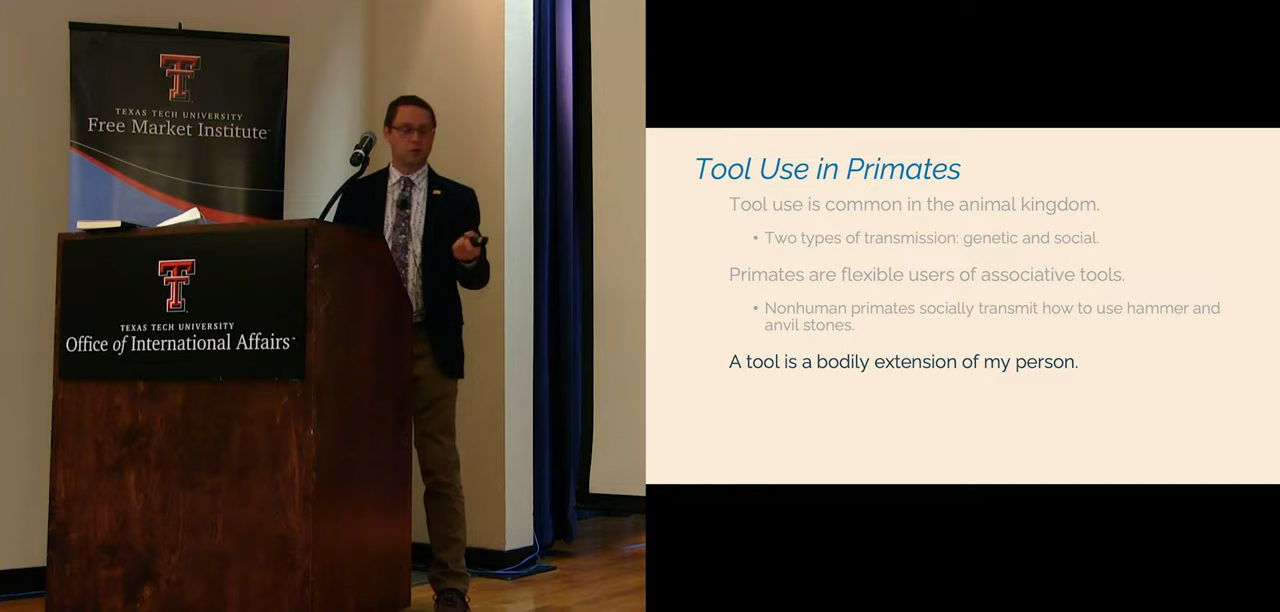 TEXAS TECH UNIVERSITY
Free Market Institute
TEXAS TECH UNIVERSITY
Office of International Affairs
Tool Use in Primates
Tool use is common in the animal kingdom.
▪ Two types of transmission: genetic and social.
Primates are flexible users of associative tools.
▪ Nonhuman primates socially transmit how to use hammer and
anvil stones.
A tool is a bodily extension of my person.